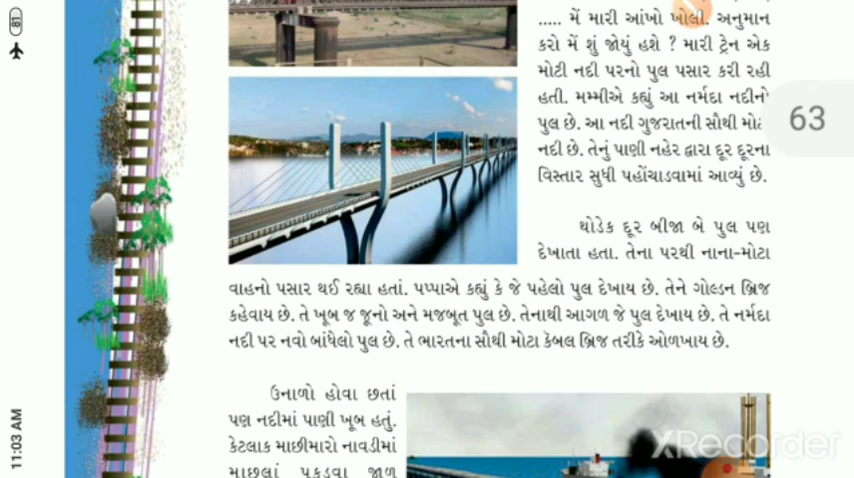 ..... મેં મારી આંખો ખોલી. અનુમાન
કરો મેં શું જોયું હશે ? મારી ટ્રેન એક
મોટી નદી પરનો પુલ પસાર કરી રહી
હતી. મમ્મીએ કહ્યું આ નર્મદા નદીનો
પુલ છે. આ નદી ગુજરાતની સૌથી
નદી છે. તેનું પાણી નહેર દ્વારા દૂર દૂરના
વિસ્તાર સુધી પહોંચાડવામાં આવ્યું છે.
63
થોડેક દૂર બીજા બે પુલ પણ
દેખાતા હતા. તેના પરથી નાના-મોટા
વાહનો પસાર થઈ રહ્યા હતાં. પપ્પાએ કહ્યું કે જે પહેલો પુલ દેખાય છે. તેને ગોલ્ડન બ્રિજ
કહેવાય છે. તે ખૂબ જ જૂનો અને મજબૂત પુલ છે. તેનાથી આગળ જે પુલ દેખાય છે. તે નર્મદા
નદી પર નવો બાંધેલો પુલ છે. તે ભારતના સૌથી મોટા કૅબલ બ્રિજ તરીકે ઓળખાય છે.
ઉનાળો હોવા છતાં
પણ નદીમાં પાણી ખૂબ હતું.
કેટલાક માછીમારો નાવડીમાં
માછલાં પકડવા જાળ
XRecorder
81
11:03 AM